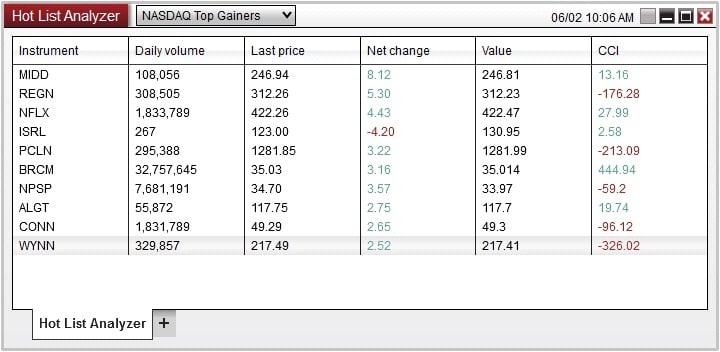 Hot List Analyzer NASDAQ Top Gainers 06/02 10:06 AM
Instrument Daily volume Last price Net change Value CCI
MIDD 108,056 246.94 8.12 246.81 13.16
REGN 308,505 312.26 5.30 312.23 -176.28
NFLX 1,833,789 422.26 4.43 422.47 27.99
ISRL 267 123.00 -4.20 130.95 2.58
PCLN 295,388 1281.85 3.22 1281.99 -213.09
BRCM 32,757,645 35.03 3.16 35.014 444.94
NPSP 7,681,191 34.70 3.57 33.97 -59.2
ALGT 55,872 117.75 2.75 117.7 19.74
CONN 1,831,789 49.29 2.65 49.3 -96.12
WYNN 329,857 217.49 2.52 217.41 -326.02
Hot List Analyzer +